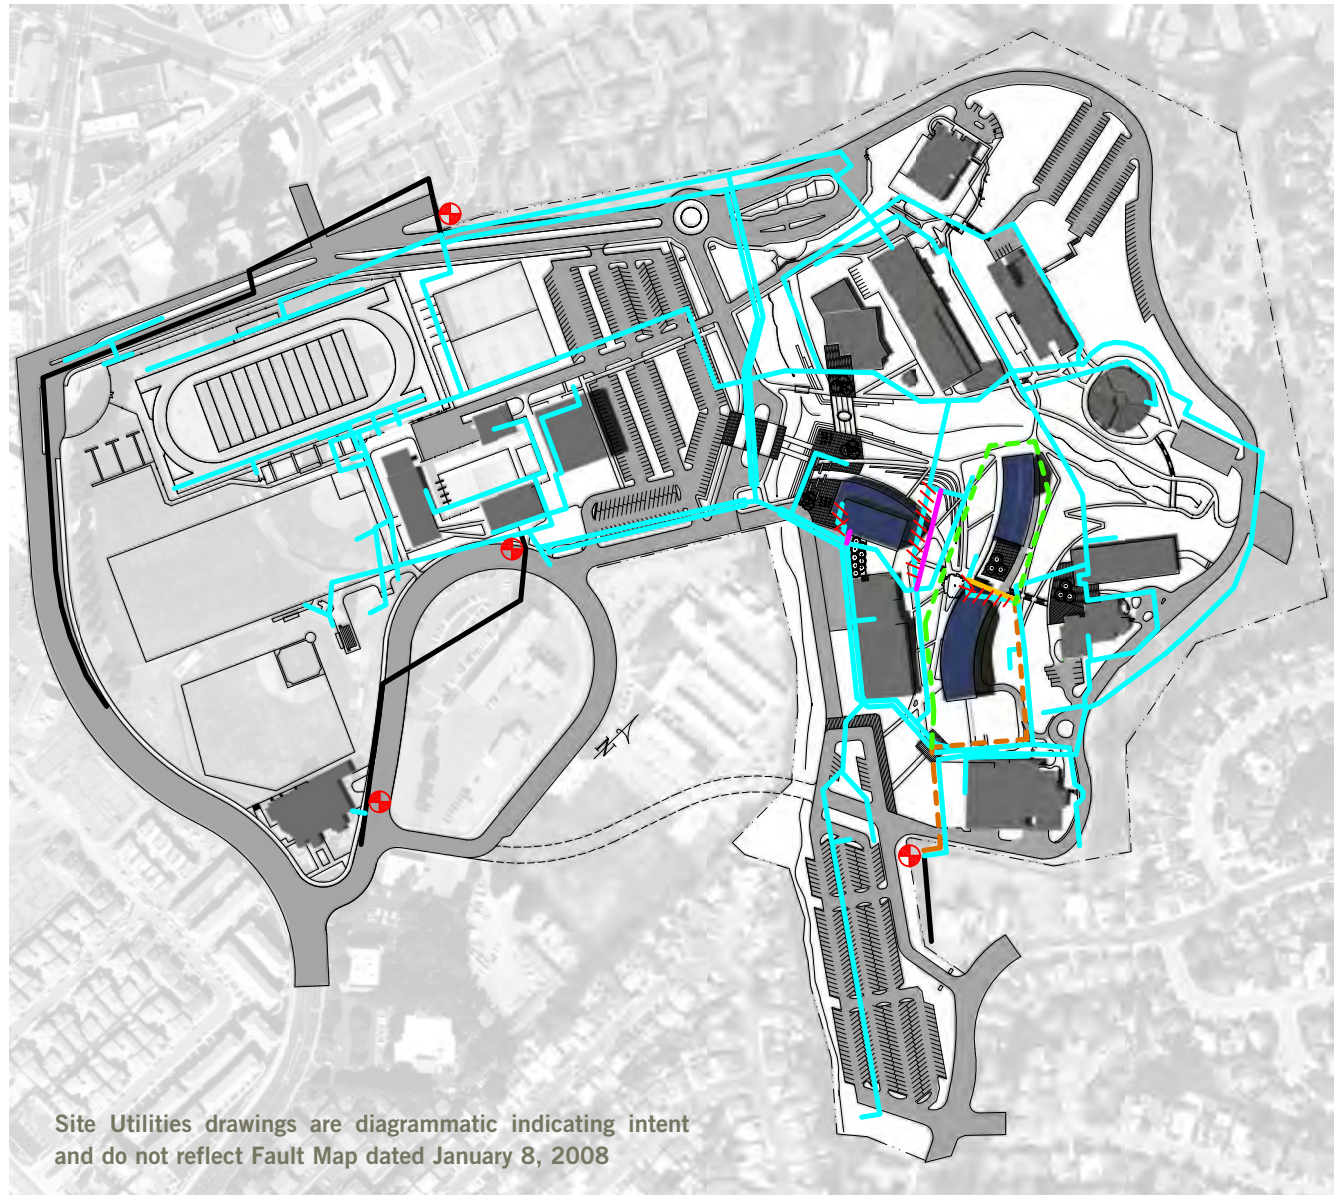 Site Utilities drawings are diagrammatic indicating intent
and do not reflect Fault Map dated January 8, 2008
N